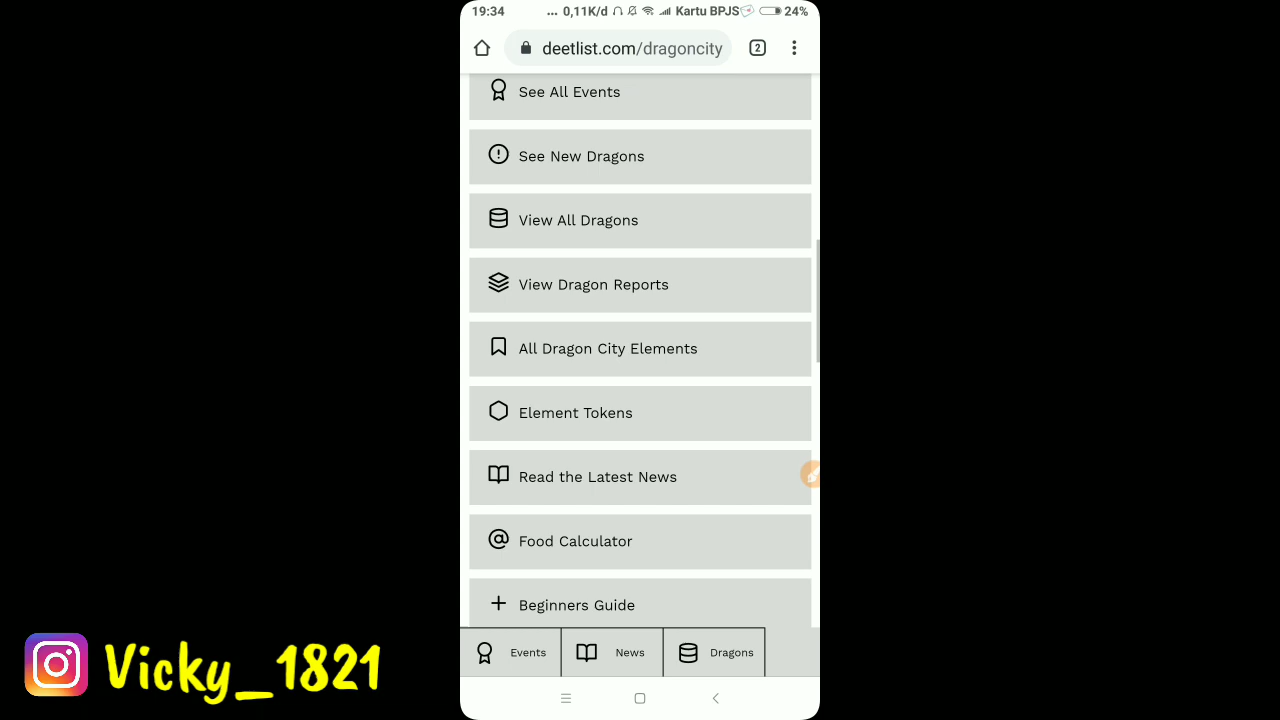 19:34 ... 0,11K/d Kartu BPJS 24%
deetlist.com/dragoncity 2
See All Events
See New Dragons
View All Dragons
View Dragon Reports
All Dragon City Elements
Element Tokens
Read the Latest News
Food Calculator
Beginners Guide
Events News Dragons
Vicky_1821